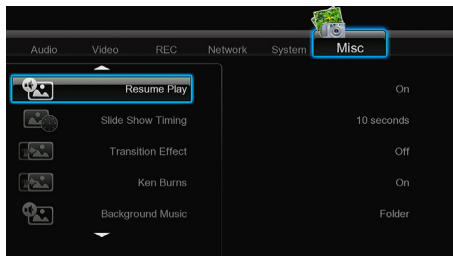 Audio Video REC Network System Misc
Resume Play On
Slide Show Timing 10 seconds
Transition Effect Off
Ken Burns On
Background Music Folder